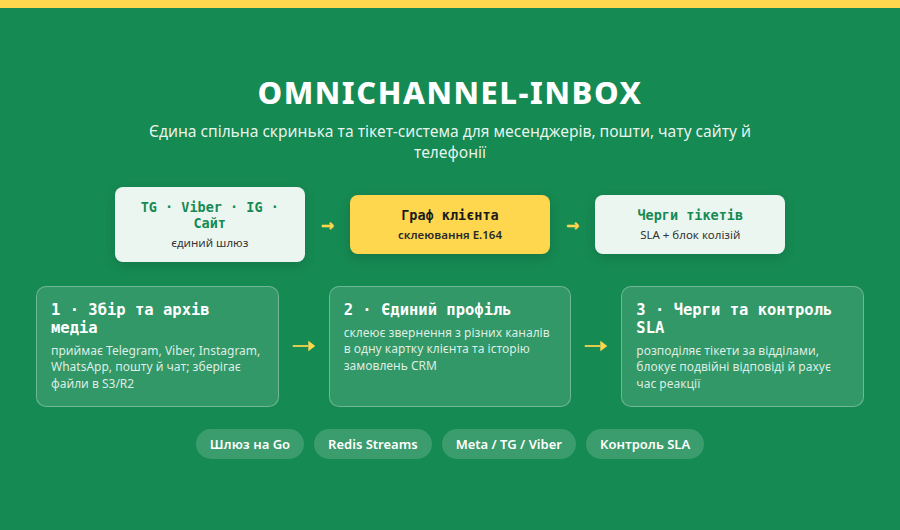 OMNICHANNEL-INBOX
Єдина спільна скринька та тікет-система для месенджерів, пошти, чату сайту й
телефонії
TG · Viber · IG ·
Сайт
єдиний шлюз
→
Граф клієнта
склеювання E.164
→
Черги тікетів
SLA + блок колізій
1 · Збір та архів
медіа
приймає Telegram, Viber, Instagram,
WhatsApp, пошту й чат; зберігає
файли в S3/R2
2 · Єдиний профіль
склеює звернення з різних каналів
в одну картку клієнта та історію
замовлень CRM
3 · Черги та контроль
SLA
розподіляє тікети за відділами,
блокує подвійні відповіді й рахує
час реакції
Шлюз на Go
Redis Streams
Meta / TG / Viber
Контроль SLA